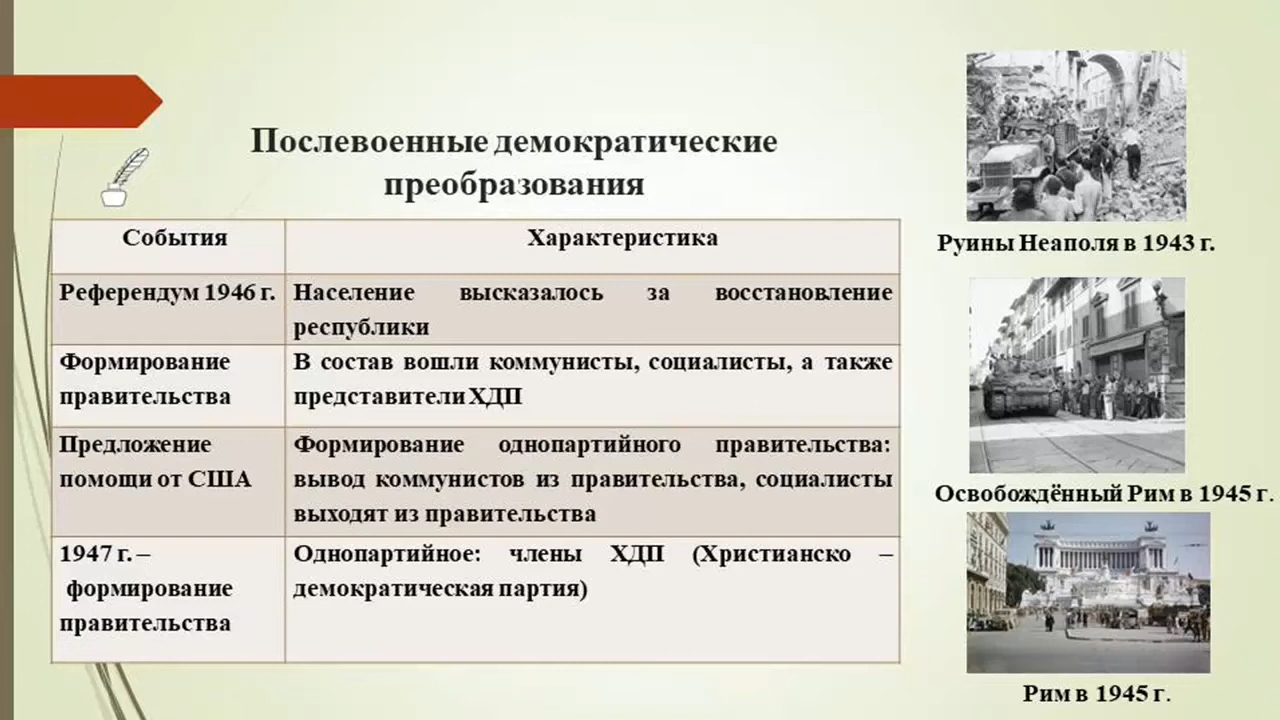 Послевоенные демократические
преобразования
События
Характеристика
Референдум 1946 г.
Население высказалось за восстановление
республики
Формирование
правительства
В состав вошли коммунисты, социалисты, а также
представители ХДП
Предложение
помощи от США
Формирование однопартийного правительства:
вывод коммунистов из правительства, социалисты
выходят из правительства
1947 г. –
формирование
правительства
Однопартийное: члены ХДП (Христианско –
демократическая партия)
Руины Неаполя в 1943 г.
Освобождённый Рим в 1945 г.
Рим в 1945 г.